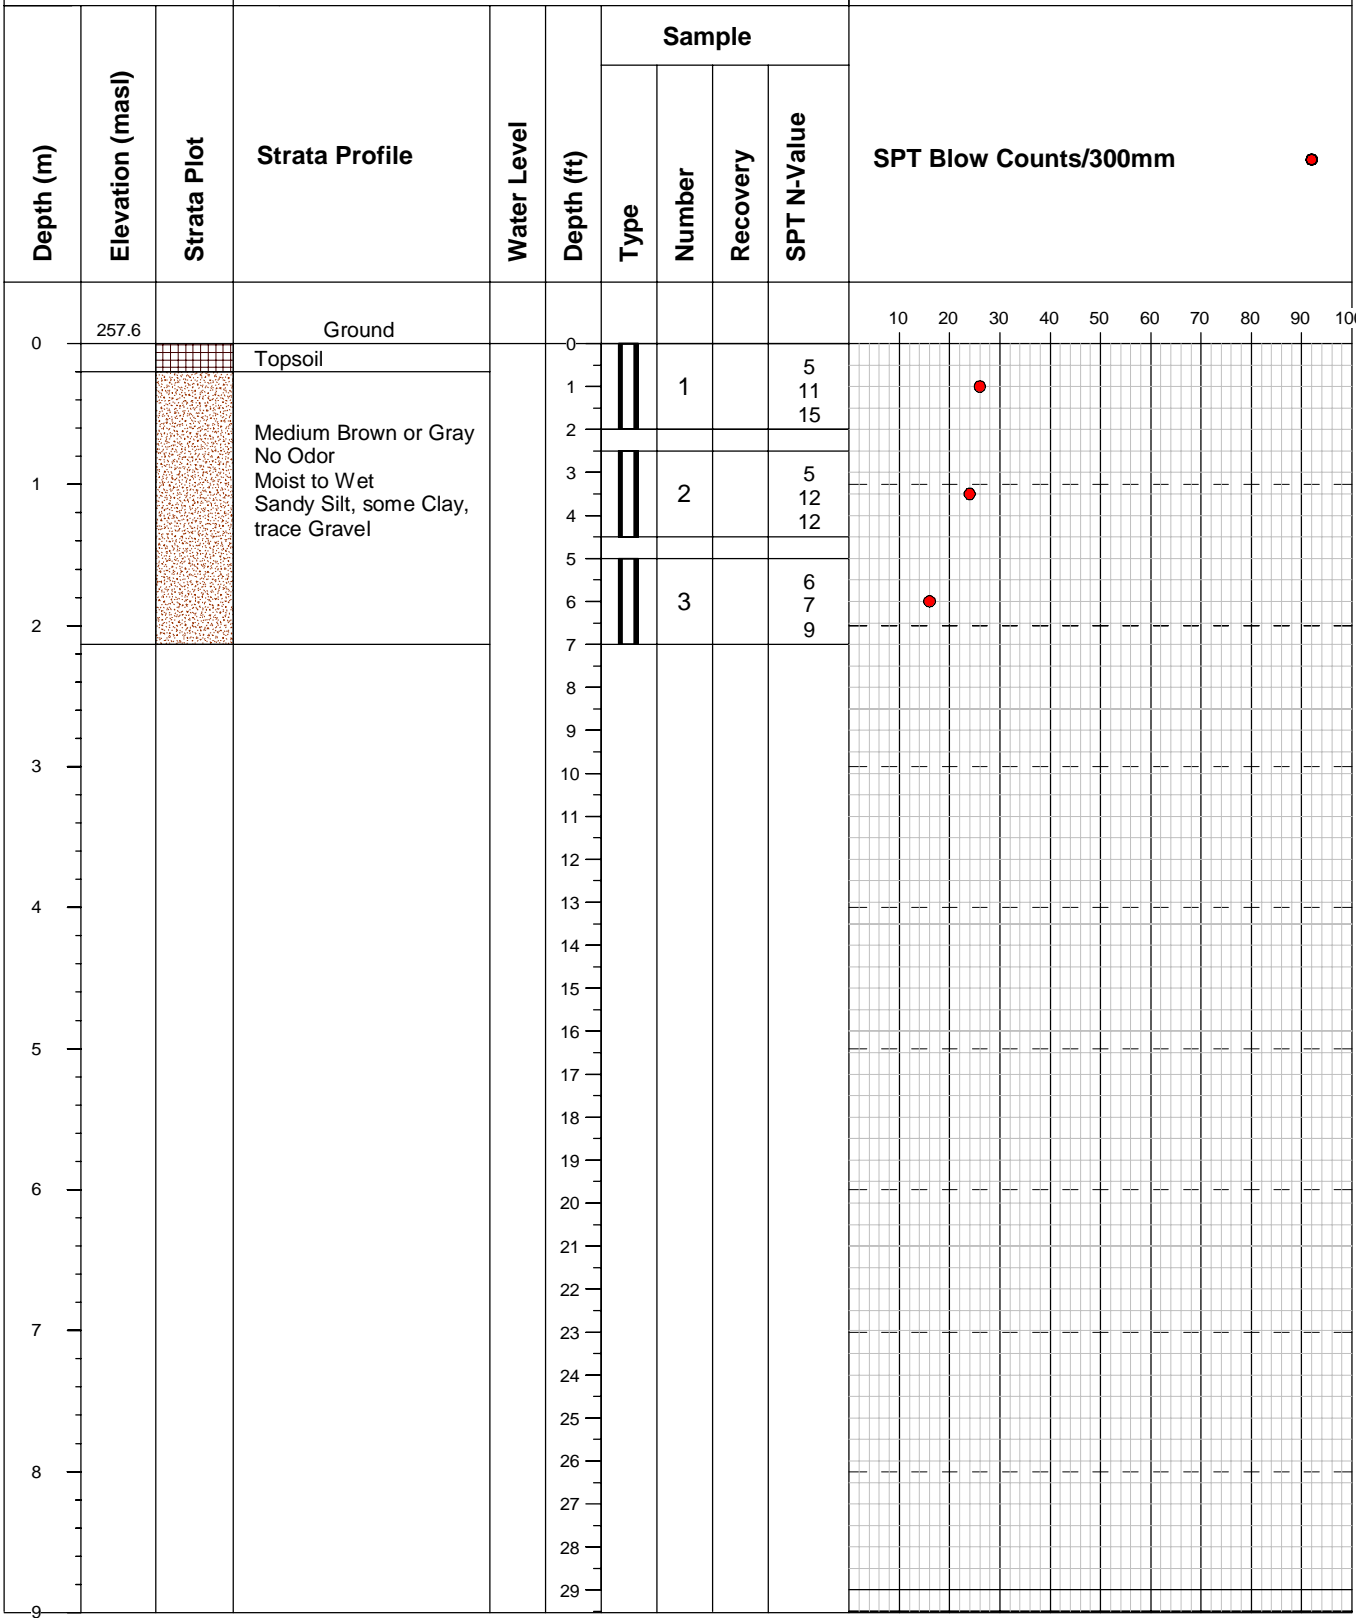 Sample
Depth (m)
Elevation (masl)
Strata Plot
Strata Profile
Water Level
Depth (ft)
Type
Number
Recovery
SPT N-Value
SPT Blow Counts/300mm
10 20 30 40 50 60 70 80 90 100
257.6
Ground
Topsoil
Medium Brown or Gray
No Odor
Moist to Wet
Sandy Silt, some Clay,
trace Gravel
0
1
2
3
4
5
6
7
8
9
0
1
2
3
4
5
6
7
8
9
10
11
12
13
14
15
16
17
18
19
20
21
22
23
24
25
26
27
28
29
1
5
11
15
2
5
12
12
3
6
7
9